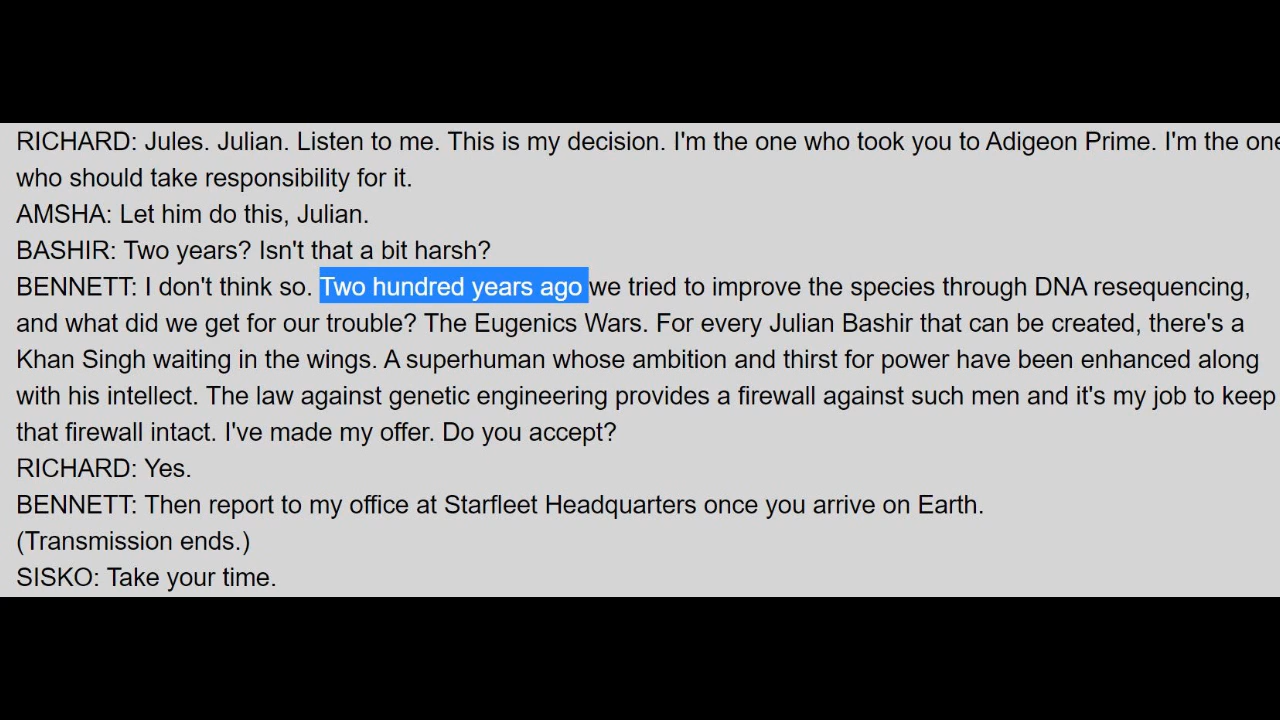 RICHARD: Jules. Julian. Listen to me. This is my decision. I'm the one who took you to Adigeon Prime. I'm the one
who should take responsibility for it.
AMSHA: Let him do this, Julian.
BASHIR: Two years? Isn't that a bit harsh?
BENNETT: I don't think so. Two hundred years ago we tried to improve the species through DNA resequencing,
and what did we get for our trouble? The Eugenics Wars. For every Julian Bashir that can be created, there's a
Khan Singh waiting in the wings. A superhuman whose ambition and thirst for power have been enhanced along
with his intellect. The law against genetic engineering provides a firewall against such men and it's my job to keep
that firewall intact. I've made my offer. Do you accept?
RICHARD: Yes.
BENNETT: Then report to my office at Starfleet Headquarters once you arrive on Earth.
(Transmission ends.)
SISKO: Take your time.